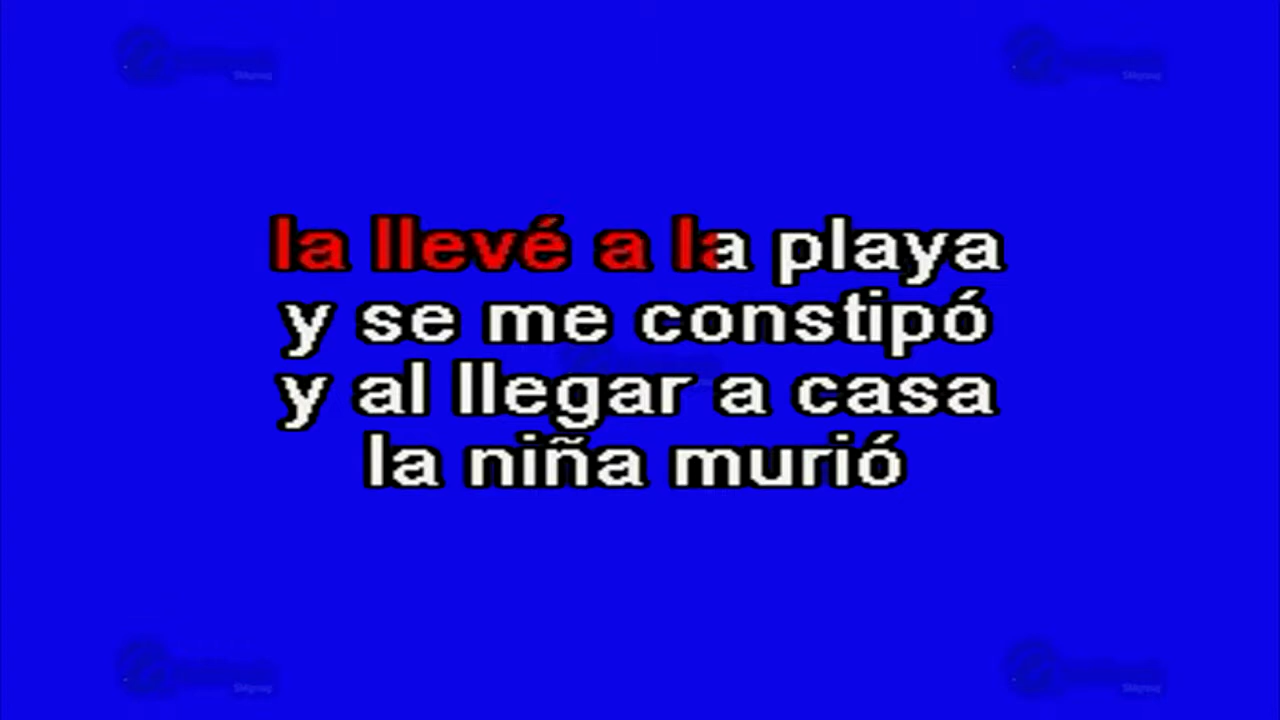 la llevé a la playa
y se me constipó
y al llegar a casa
la niña murió